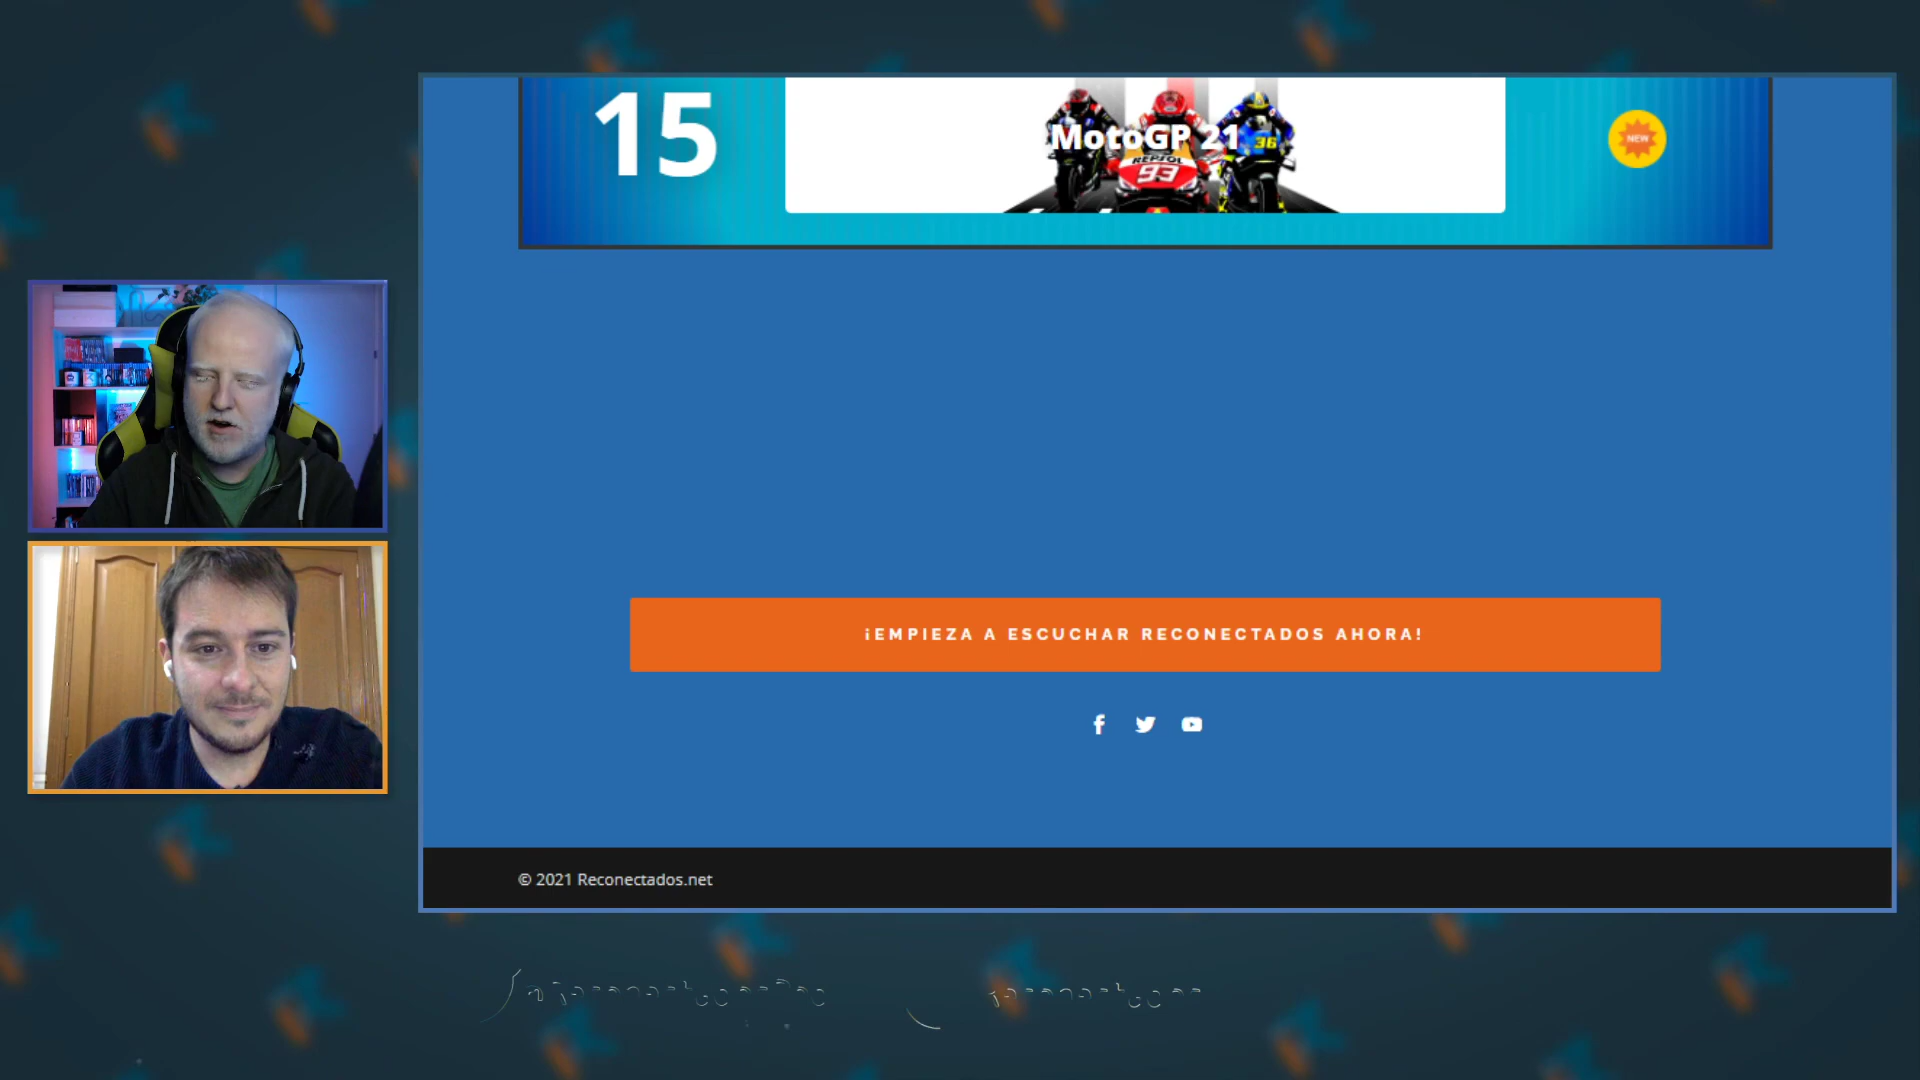 15
MotoGP 21
36
REPSOL
93
NEW
¡EMPIEZA A ESCUCHAR RECONECTADOS AHORA!
© 2021 Reconectados.net